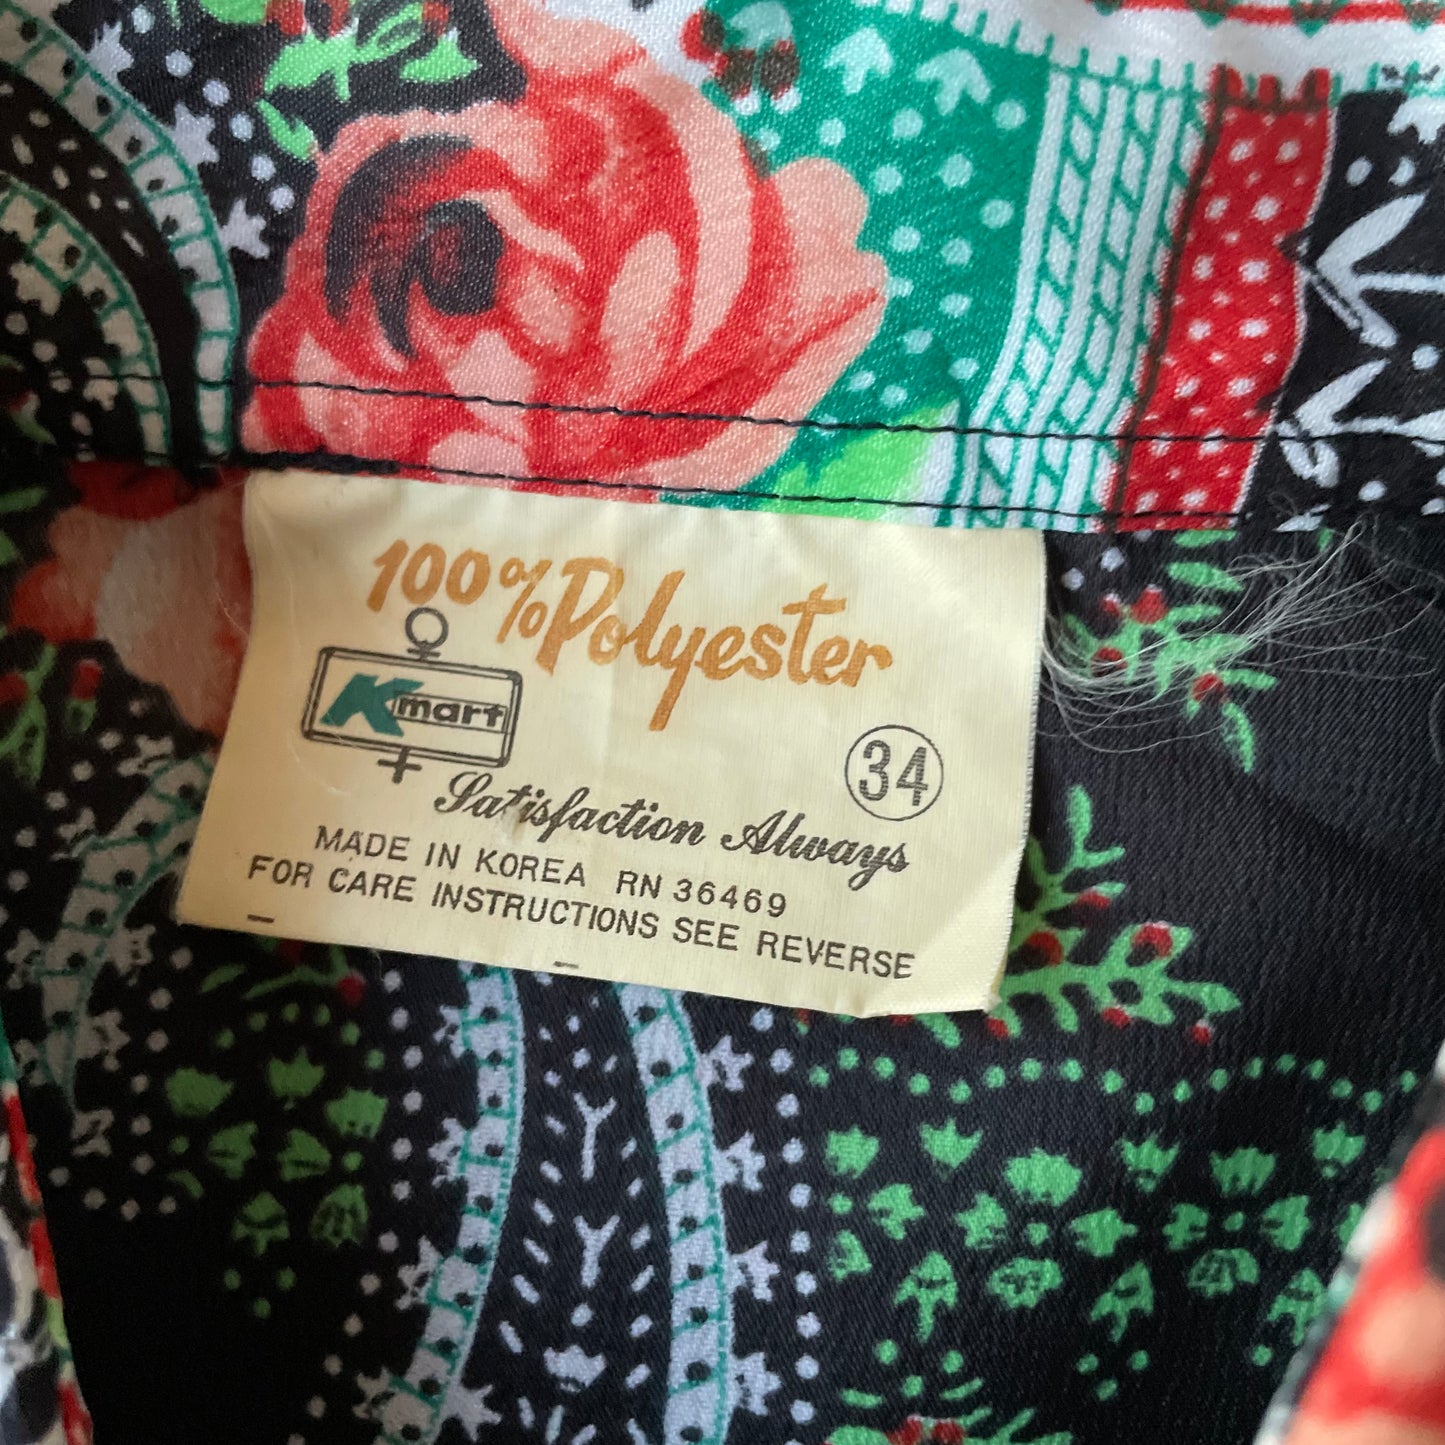 100% Polyester
Kmart
34
Satisfaction Always
MADE IN KOREA RN 36469
FOR CARE INSTRUCTIONS SEE REVERSE